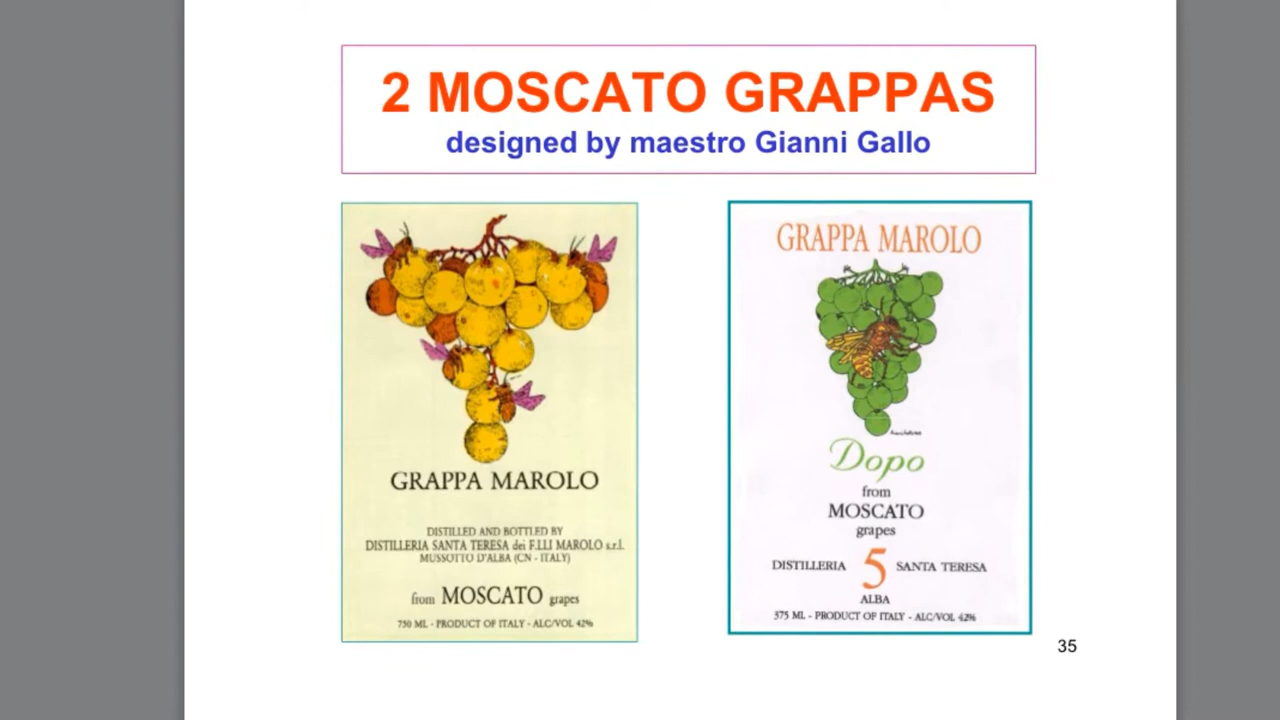 2 MOSCATO GRAPPAS
designed by maestro Gianni Gallo
GRAPPA MAROLO
DISTILLED AND BOTTLED BY
DISTILLERIA SANTA TERESA dei F.LLI MAROLO s.r.l.
MUSSOTTO D'ALBA (CN - ITALY)
from MOSCATO grapes
750 ML - PRODUCT OF ITALY - ALC/VOL 42%
GRAPPA MAROLO
Dopo
from
MOSCATO
grapes
DISTILLERIA 5 SANTA TERESA
ALBA
375 ML - PRODUCT OF ITALY - ALC/VOL 42%
35